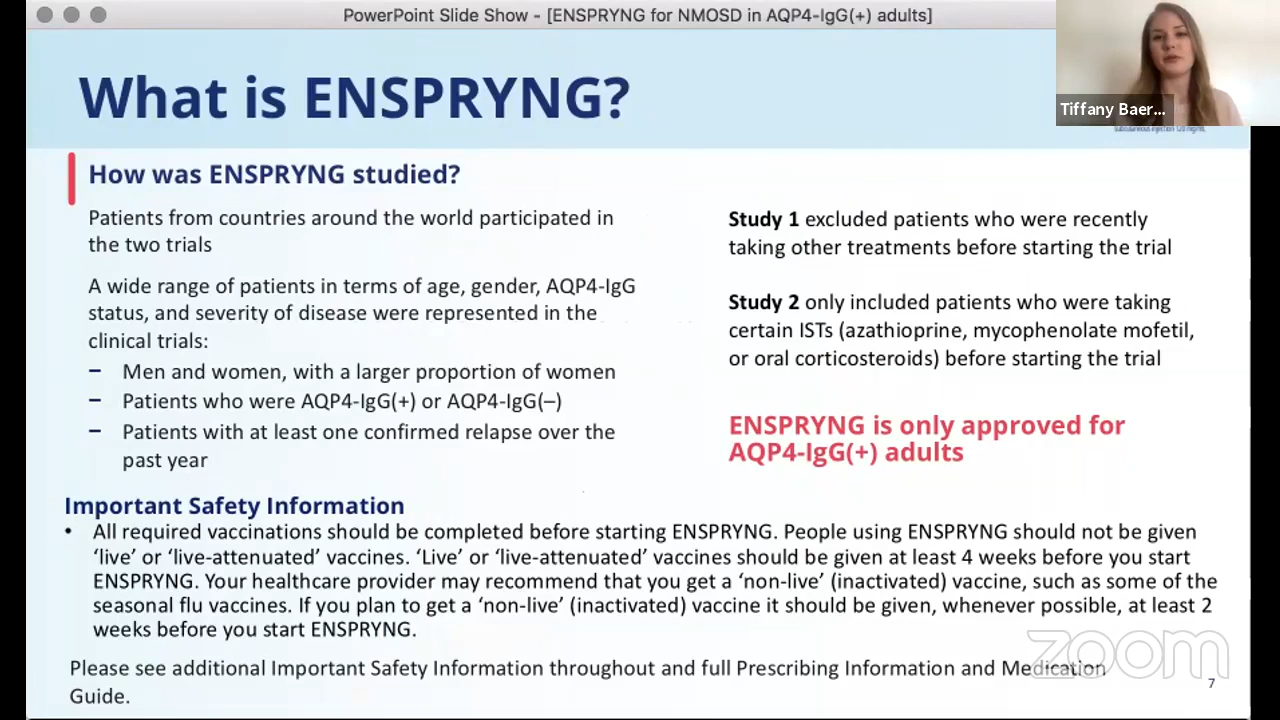 PowerPoint Slide Show - [ENSPRYNG for NMOSD in AQP4-IgG(+) adults]
Tiffany Baer...
What is ENSPRYNG?
How was ENSPRYNG studied?
Patients from countries around the world participated in
the two trials
A wide range of patients in terms of age, gender, AQP4-IgG
status, and severity of disease were represented in the
clinical trials:
– Men and women, with a larger proportion of women
– Patients who were AQP4-IgG(+) or AQP4-IgG(–)
– Patients with at least one confirmed relapse over the
past year
Study 1 excluded patients who were recently
taking other treatments before starting the trial
Study 2 only included patients who were taking
certain ISTs (azathioprine, mycophenolate mofetil,
or oral corticosteroids) before starting the trial
ENSPRYNG is only approved for
AQP4-IgG(+) adults
Important Safety Information
• All required vaccinations should be completed before starting ENSPRYNG. People using ENSPRYNG should not be given
‘live’ or ‘live-attenuated’ vaccines. ‘Live’ or ‘live-attenuated’ vaccines should be given at least 4 weeks before you start
ENSPRYNG. Your healthcare provider may recommend that you get a ‘non-live’ (inactivated) vaccine, such as some of the
seasonal flu vaccines. If you plan to get a ‘non-live’ (inactivated) vaccine it should be given, whenever possible, at least 2
weeks before you start ENSPRYNG.
Please see additional Important Safety Information throughout and full Prescribing Information and Medication
Guide.
zoom
7